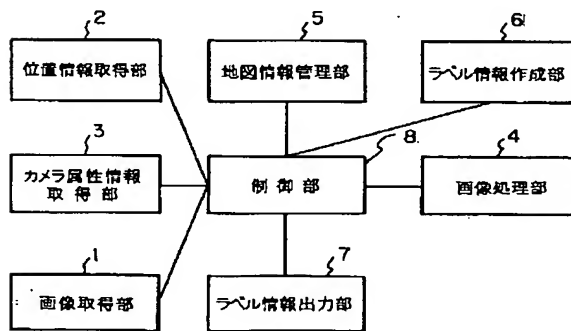 2
位置情報取得部
5
地図情報管理部
6
ラベル情報作成部
3
カメラ属性情報
取得部
8
制御部
4
画像処理部
1
画像取得部
7
ラベル情報出力部